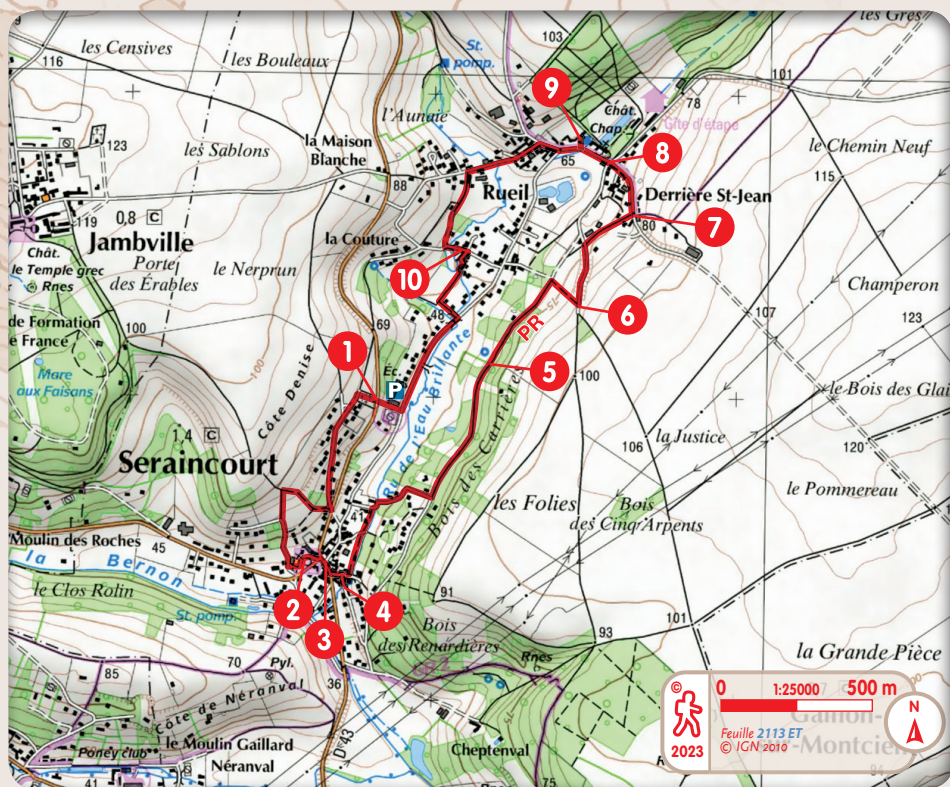 les Grès
les Censives
116
les Bouleaux
St.
pomp.
103
101
9
78
Chât.
Chap.
Gîte d'étape
l'Aunaie
123
les Sablons
la Maison
Blanche
88
65
8
le Chemin Neuf
115
Rueil
Derrière St-Jean
80
7
119
0,8 C
Jambville
Porte
des Érables
la Couture
Chât.
le Temple grec
Rnes
le Nerprun
10
Champeron
de Formation
e France
100
69
48
75
6
107
123
PR
Mare
aux Faisans
100
Côte Denise
1
Éc.
P
5
100
le Bois des Gla
Ru de l'Eau Brillante
1,4 C
106
la Justice
120
Seraincourt
Bois des Carrières
les Folies
Bois
des Cinq Arpents
le Pommereau
41
Moulin des Roches
45
la Bernon
le Clos Rolin
St. pomp.
2
3
4
91
Bois
des Renardières
93
101
la Grande Pièce
Rnes
70
Pyl.
85
36
Côte de Néranval
Poney club
le Moulin Gaillard
Néranval
D 43
Cheptenval
41
75
© 2023
0 1:25000 500 m
Feuille 2113 ET
© IGN 2010
N